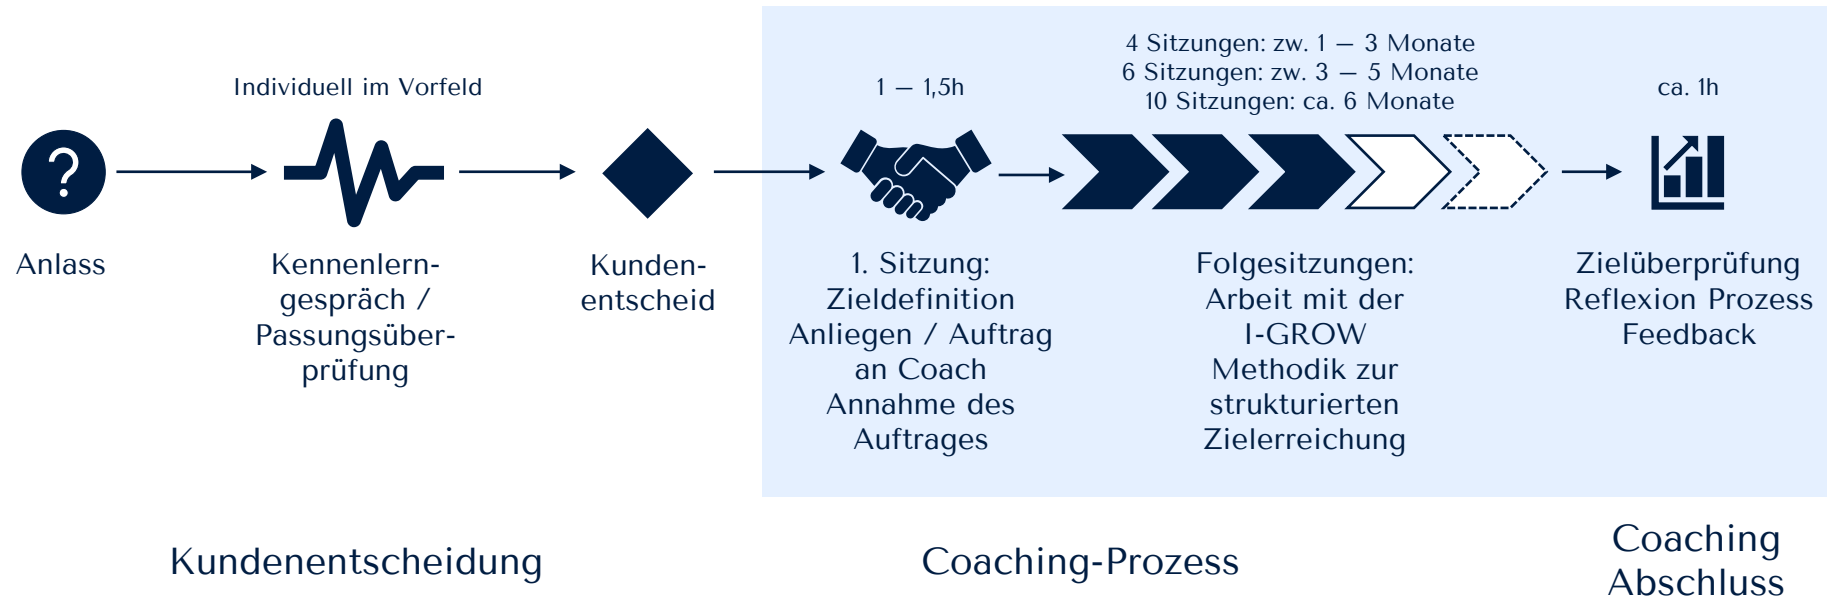 Individuell im Vorfeld
1 – 1,5h
4 Sitzungen: zw. 1 – 3 Monate
6 Sitzungen: zw. 3 – 5 Monate
10 Sitzungen: ca. 6 Monate
ca. 1h
?
Anlass
Kennenlern-
gespräch /
Passungsüber-
prüfung
Kunden-
entscheid
1. Sitzung:
Zieldefinition
Anliegen / Auftrag
an Coach
Annahme des
Auftrages
Folgesitzungen:
Arbeit mit der
I-GROW
Methodik zur
strukturierten
Zielerreichung
Zielüberprüfung
Reflexion Prozess
Feedback
Kundenentscheidung
Coaching-Prozess
Coaching
Abschluss